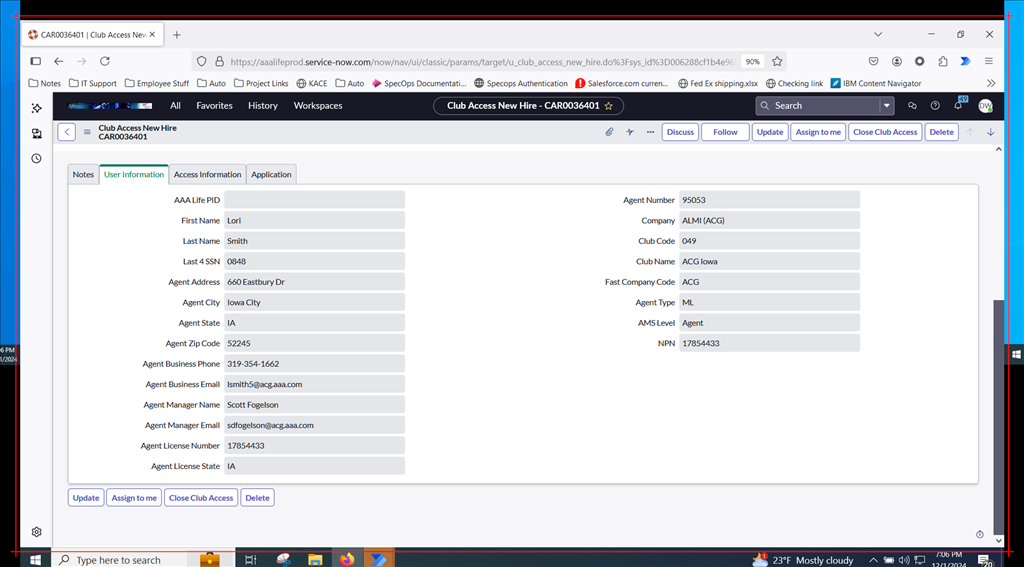 CAR0036401 | Club Access New
https://aaalifeprod.service-now.com/now/nav/ui/classic/params/target/u_club_access_new_hire.do%3Fsys_id%3D006288cf1b4e9
90%
Notes IT Support Employee Stuff Auto Project Links KACE Auto SpecOps Documentati... Specops Authentication Salesforce.com curren... Fed Ex shipping.xlsx Checking link IBM Content Navigator
All Favorites History Workspaces Club Access New Hire - CAR0036401 Search 49 DW
Club Access New Hire
CAR0036401
Discuss Follow Update Assign to me Close Club Access Delete
Notes User Information Access Information Application
AAA Life PID
First Name Lori
Last Name Smith
Last 4 SSN 0848
Agent Address 660 Eastbury Dr
Agent City Iowa City
Agent State IA
Agent Zip Code 52245
Agent Business Phone 319-354-1662
Agent Business Email lsmith5@acg.aaa.com
Agent Manager Name Scott Fogelson
Agent Manager Email sdfogelson@acg.aaa.com
Agent License Number 17854433
Agent License State IA
Agent Number 95053
Company ALMI (ACG)
Club Code 049
Club Name ACG Iowa
Fast Company Code ACG
Agent Type ML
AMS Level Agent
NPN 17854433
Update Assign to me Close Club Access Delete
6 PM
1/2024
Type here to search
23°F Mostly cloudy
7:06 PM
12/1/2024
20